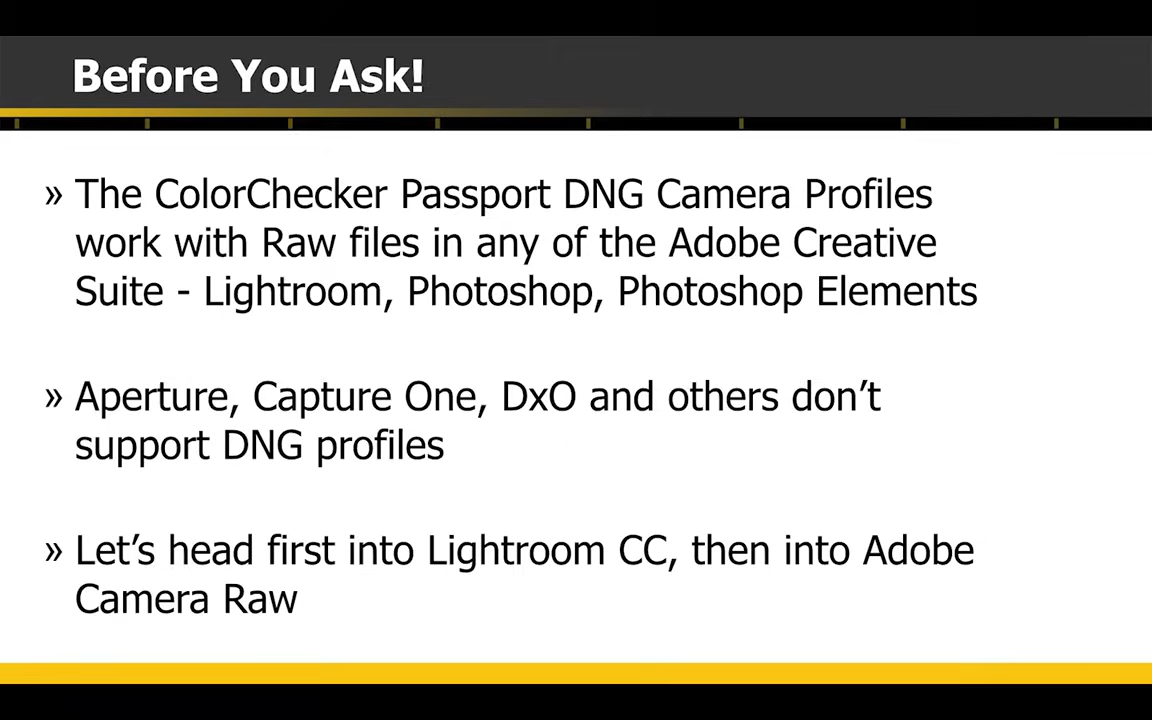 Before You Ask!
» The ColorChecker Passport DNG Camera Profiles
work with Raw files in any of the Adobe Creative
Suite - Lightroom, Photoshop, Photoshop Elements
» Aperture, Capture One, DxO and others don’t
support DNG profiles
» Let’s head first into Lightroom CC, then into Adobe
Camera Raw